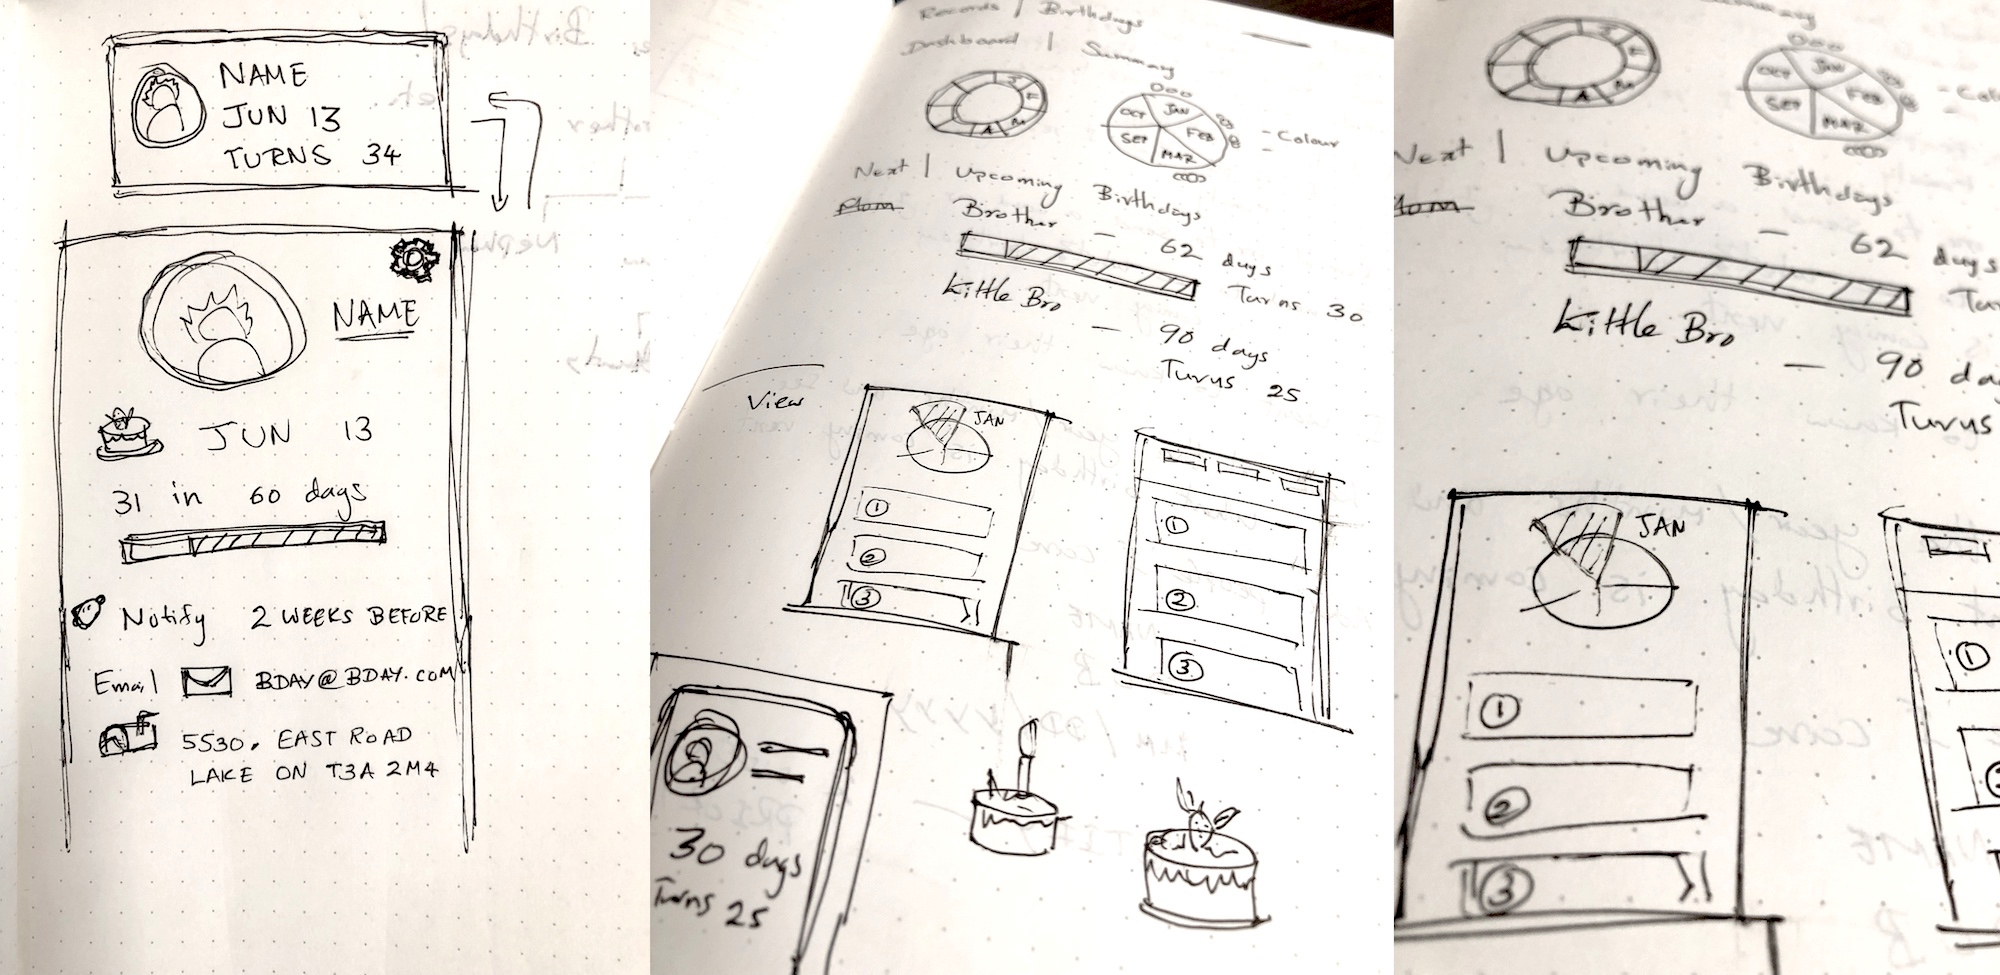 NAME
JUN 13
TURNS 34
NAME
JUN 13
31 in 60 days
Notify 2 WEEKS BEFORE
Email BDAY@BDAY.COM
5530, EAST ROAD
LAKE ON T3A 2M4
Records | Birthdays
Dashboard | Summary
J
F
M
A
OCT JAN
SEP FEB
MAR
- Colour
-
Next | Upcoming Birthdays
Mom Brother — 62 days
Turns 30
Little Bro — 90 days
Turns 25
View
JAN
1
2
3
1
2
3
30 days
Turns 25
Summary
OCT JAN
SEP FEB
MAR
- Colou
Next | Upcoming Birthdays
Mom Brother — 62 days
Tur
Little Bro — 90 da
Turns
JAN
1
2
3
1